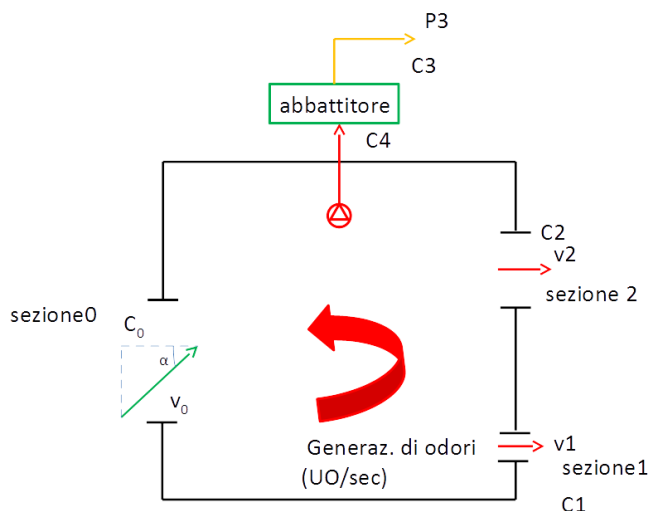 P3
C3
abbattitore
C4
C2
v2
sezione 2
sezione0
C₀
α
v₀
Generaz. di odori
(UO/sec)
v1
sezione1
C1